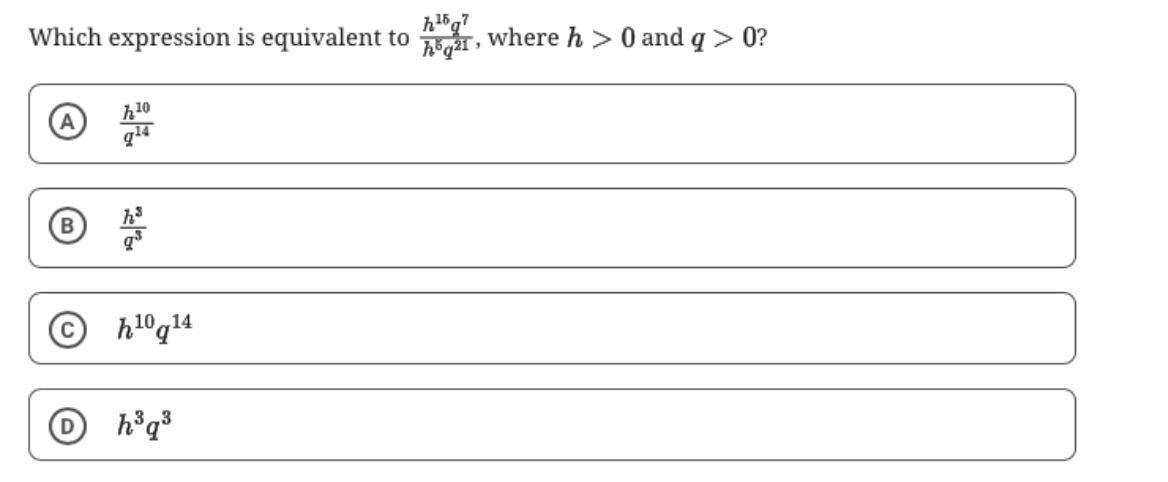 Which expression is equivalent to \frac{h^{15}q^{7}}{h^{5}q^{21}}, where h > 0 and q > 0?
A \frac{h^{10}}{q^{14}}
B \frac{h^{3}}{q^{3}}
C h^{10}q^{14}
D h^{3}q^{3}